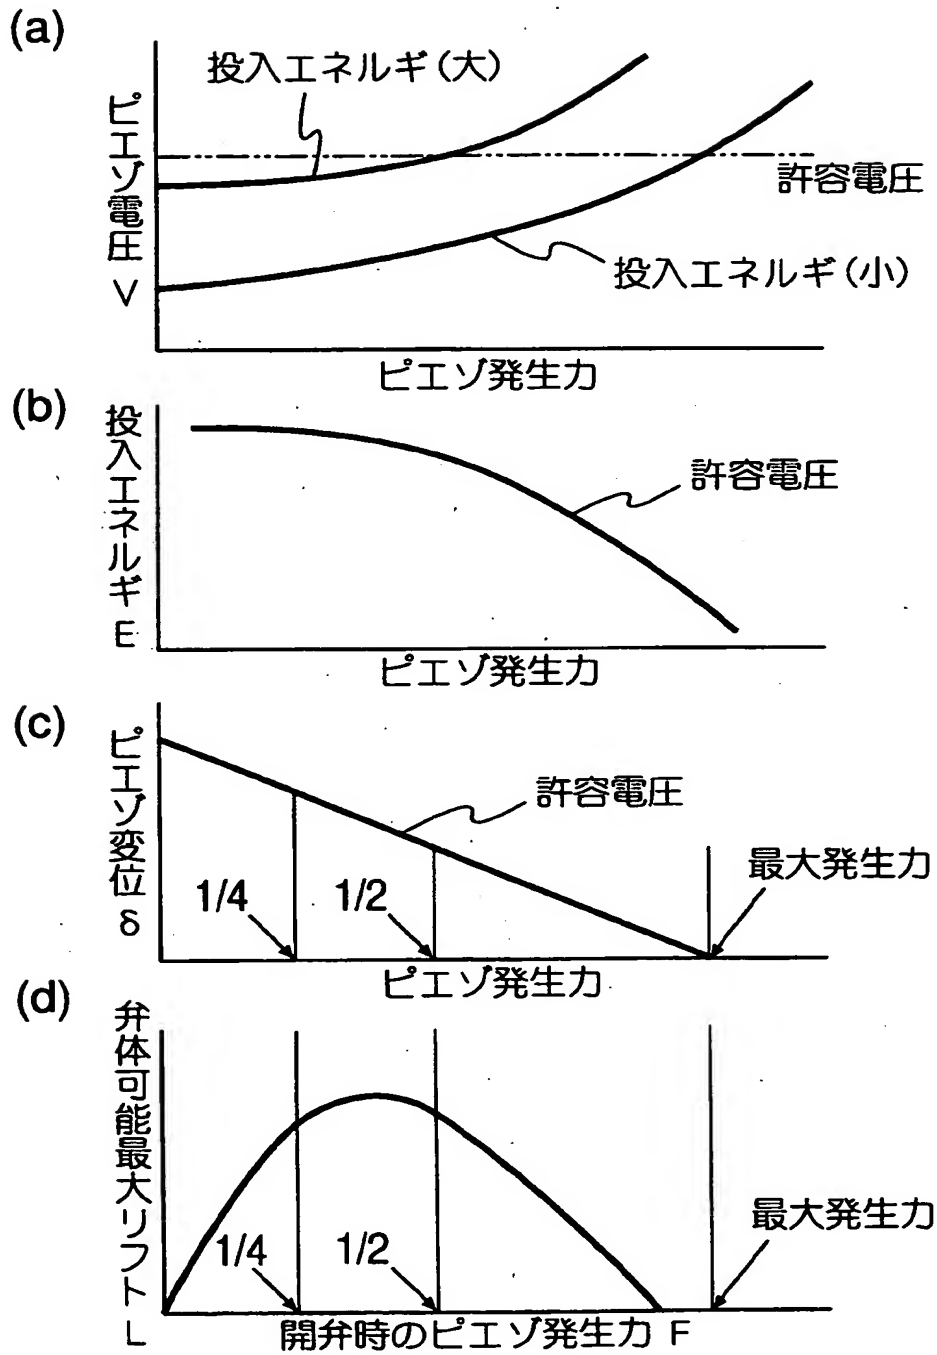 (a)
ピエゾ電圧V
投入エネルギ(大)
許容電圧
投入エネルギ(小)
ピエゾ発生力
(b)
投入エネルギE
許容電圧
ピエゾ発生力
(c)
ピエゾ変位δ
許容電圧
最大発生力
1/4
1/2
ピエゾ発生力
(d)
弁体可能最大リフトL
最大発生力
1/4
1/2
開弁時のピエゾ発生力 F